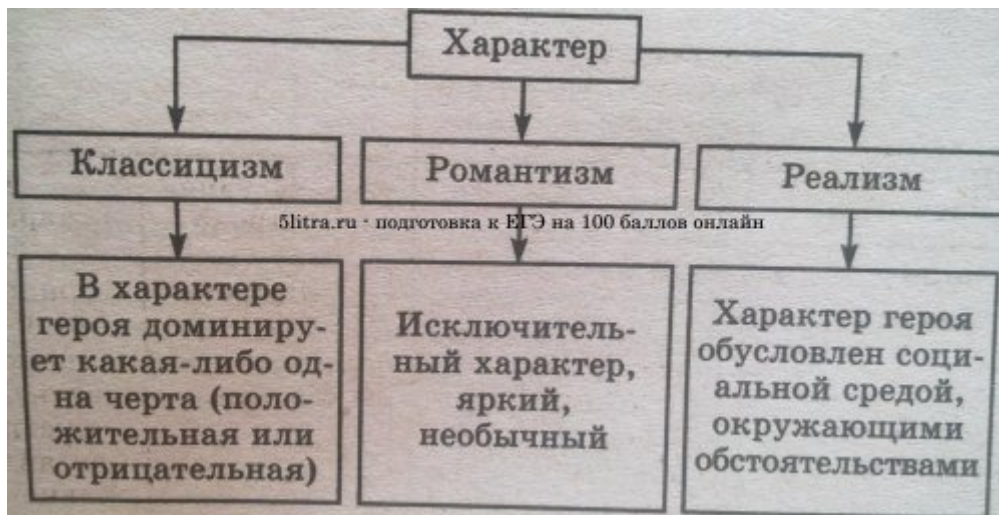 Характер
Классицизм
Романтизм
Реализм
5litra.ru - подготовка к ЕГЭ на 100 баллов онлайн
В характере
героя доминиру-
ет какая-либо од-
на черта (поло-
жительная или
отрицательная)
Исключитель-
ный характер,
яркий,
необычный
Характер героя
обусловлен соци-
альной средой,
окружающими
обстоятельствами